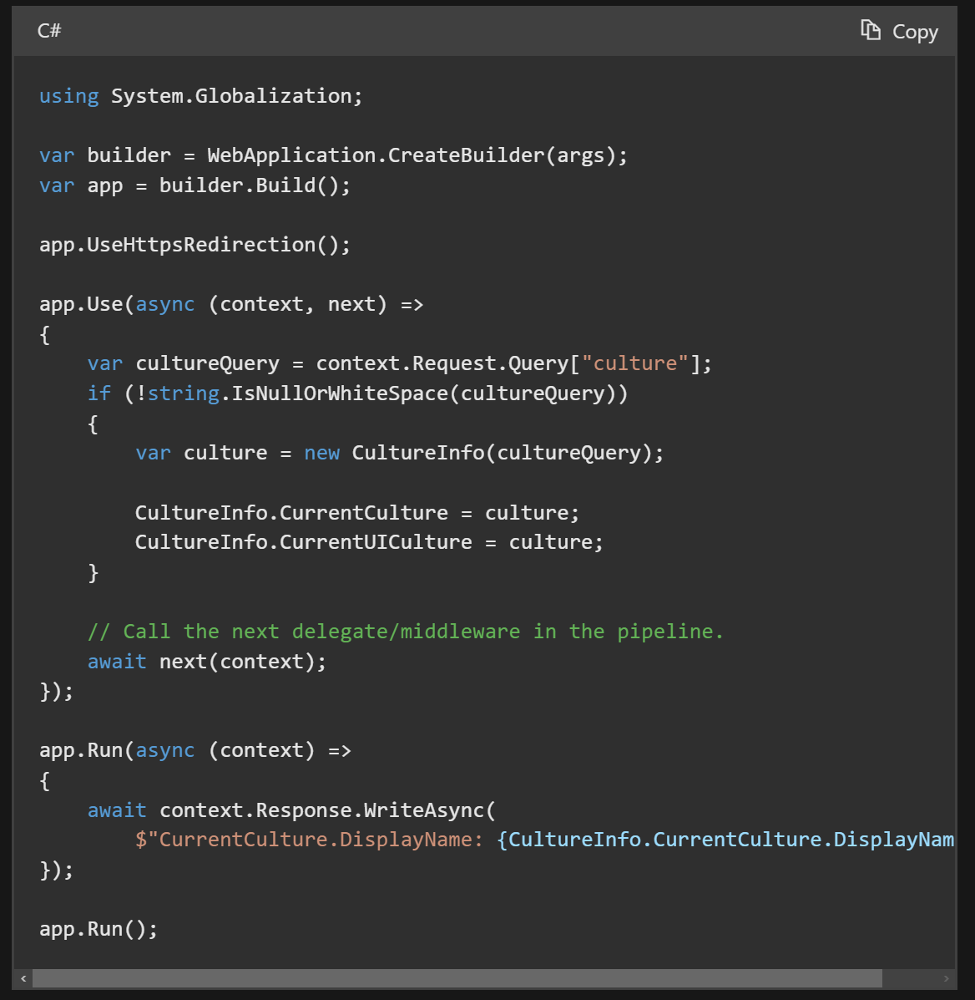 C#
Copy
using System.Globalization;
var builder = WebApplication.CreateBuilder(args);
var app = builder.Build();
app.UseHttpsRedirection();
app.Use(async (context, next) =>
{
    var cultureQuery = context.Request.Query["culture"];
    if (!string.IsNullOrWhiteSpace(cultureQuery))
    {
        var culture = new CultureInfo(cultureQuery);
        CultureInfo.CurrentCulture = culture;
        CultureInfo.CurrentUICulture = culture;
    }
    // Call the next delegate/middleware in the pipeline.
    await next(context);
});
app.Run(async (context) =>
{
    await context.Response.WriteAsync(
        $"CurrentCulture.DisplayName: {CultureInfo.CurrentCulture.DisplayNam
});
app.Run();